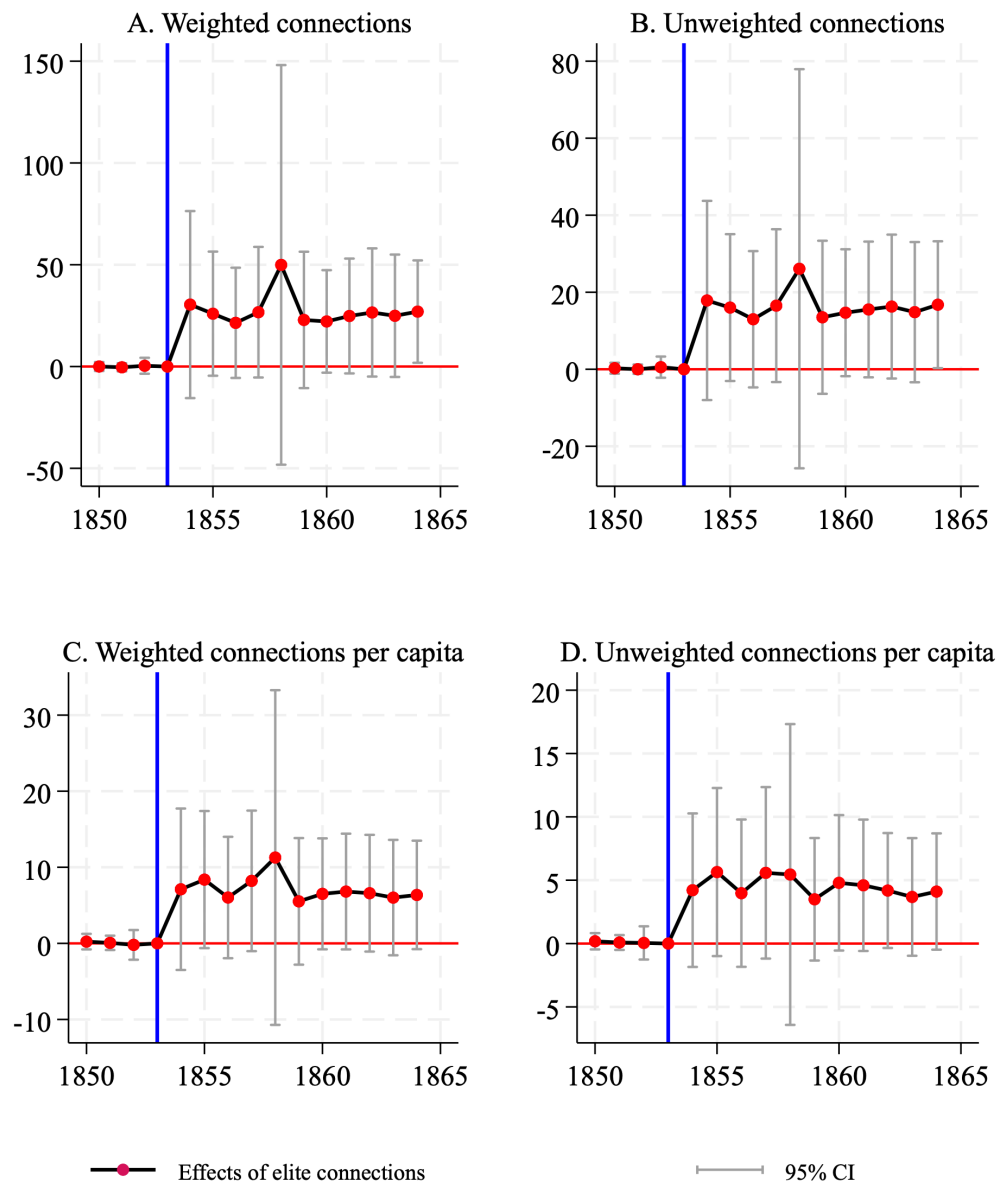 A. Weighted connections
150
100
50
0
-50
1850 1855 1860 1865
B. Unweighted connections
80
60
40
20
0
-20
1850 1855 1860 1865
C. Weighted connections per capita
30
20
10
0
-10
1850 1855 1860 1865
D. Unweighted connections per capita
20
15
10
5
0
-5
1850 1855 1860 1865
Effects of elite connections
95% CI